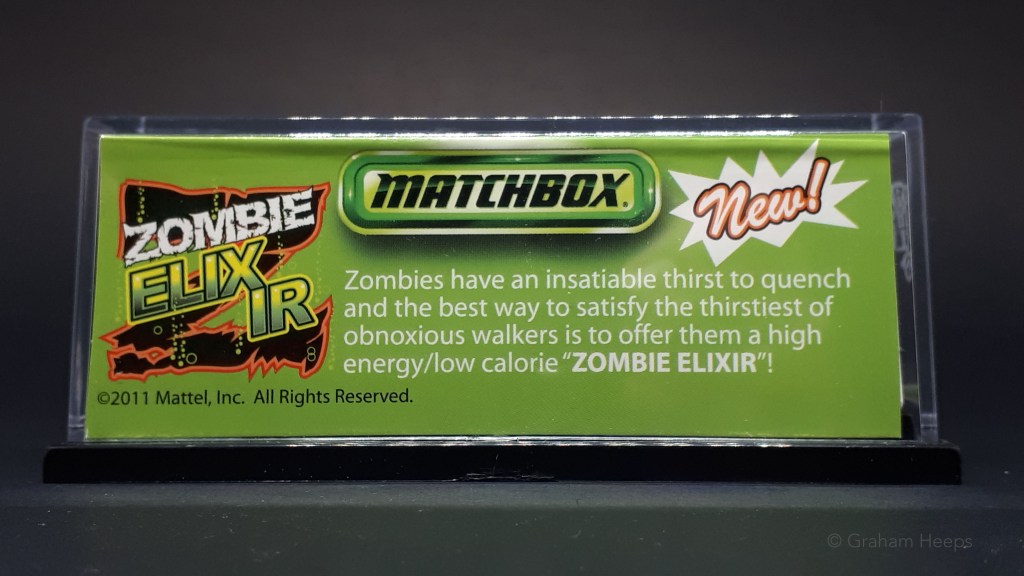 MATCHBOX.
New!
ZOMBIE
ELIX
IR
Zombies have an insatiable thirst to quench
and the best way to satisfy the thirstiest of
obnoxious walkers is to offer them a high
energy/low calorie “ZOMBIE ELIXIR”!
©2011 Mattel, Inc. All Rights Reserved.
© Graham Heeps